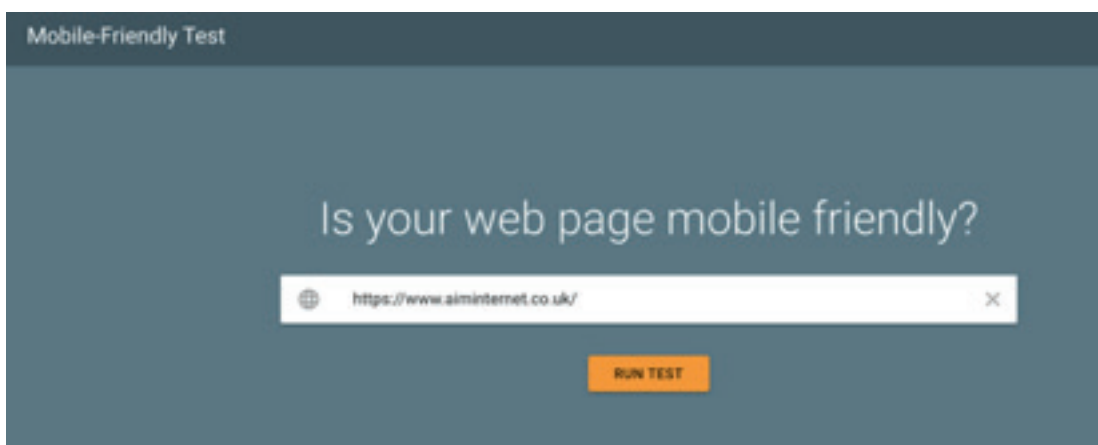 Mobile-Friendly Test
Is your web page mobile friendly?
https://www.aiminternet.co.uk/
RUN TEST